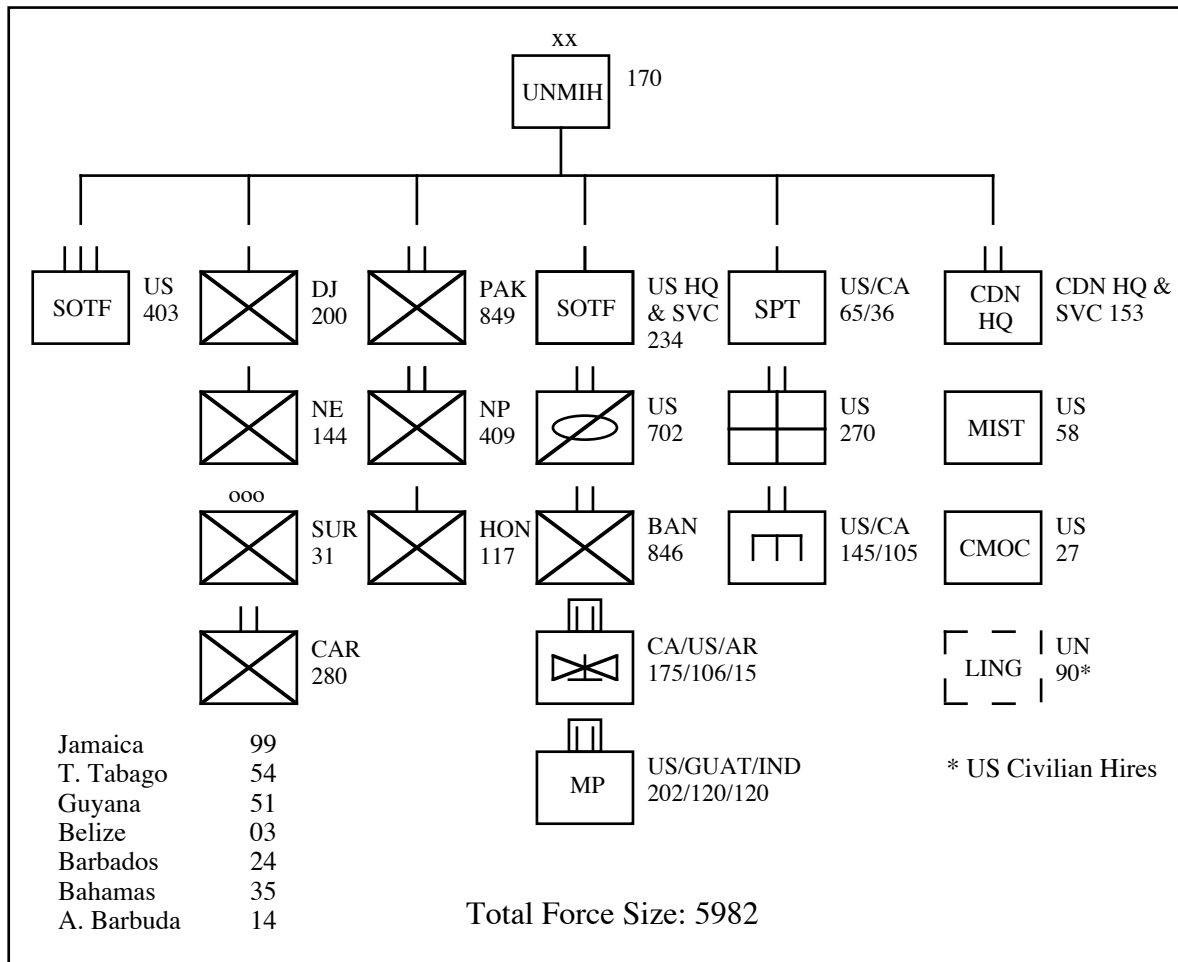 xx
UNMIH
170
SOTF
US
403
DJ
200
PAK
849
SOTF
US HQ
& SVC
234
SPT
US/CA
65/36
CDN
HQ
CDN HQ &
SVC 153
NE
144
NP
409
US
702
US
270
MIST
US
58
ooo
SUR
31
HON
117
BAN
846
US/CA
145/105
CMOC
US
27
CAR
280
CA/US/AR
175/106/15
LING
UN
90*
MP
US/GUAT/IND
202/120/120
* US Civilian Hires
Jamaica 99
T. Tabago 54
Guyana 51
Belize 03
Barbados 24
Bahamas 35
A. Barbuda 14
Total Force Size: 5982